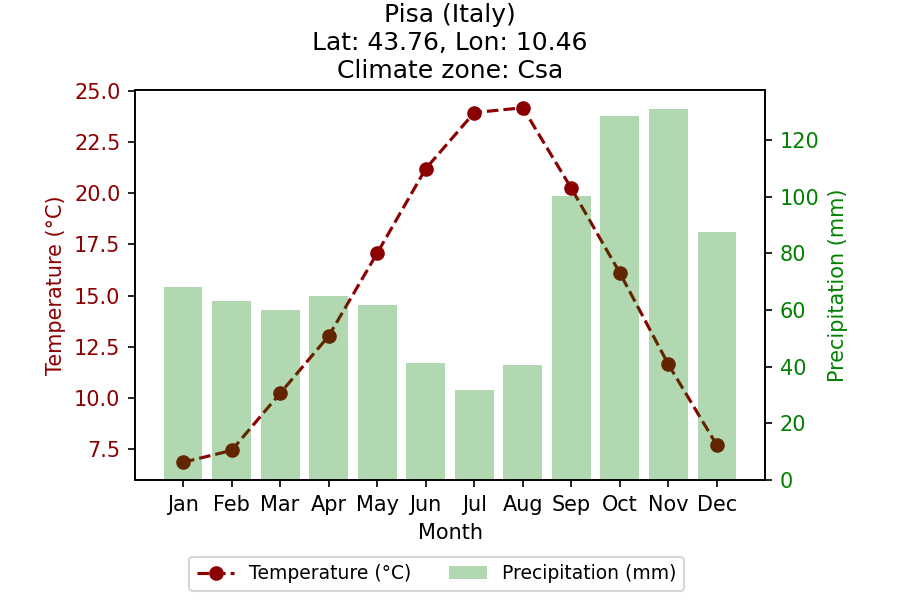 Pisa (Italy)
Lat: 43.76, Lon: 10.46
Climate zone: Csa
25.0
22.5
20.0
17.5
15.0
12.5
10.0
7.5
Temperature (°C)
120
100
80
60
40
20
0
Precipitation (mm)
Jan Feb Mar Apr May Jun Jul Aug Sep Oct Nov Dec
Month
Temperature (°C) Precipitation (mm)